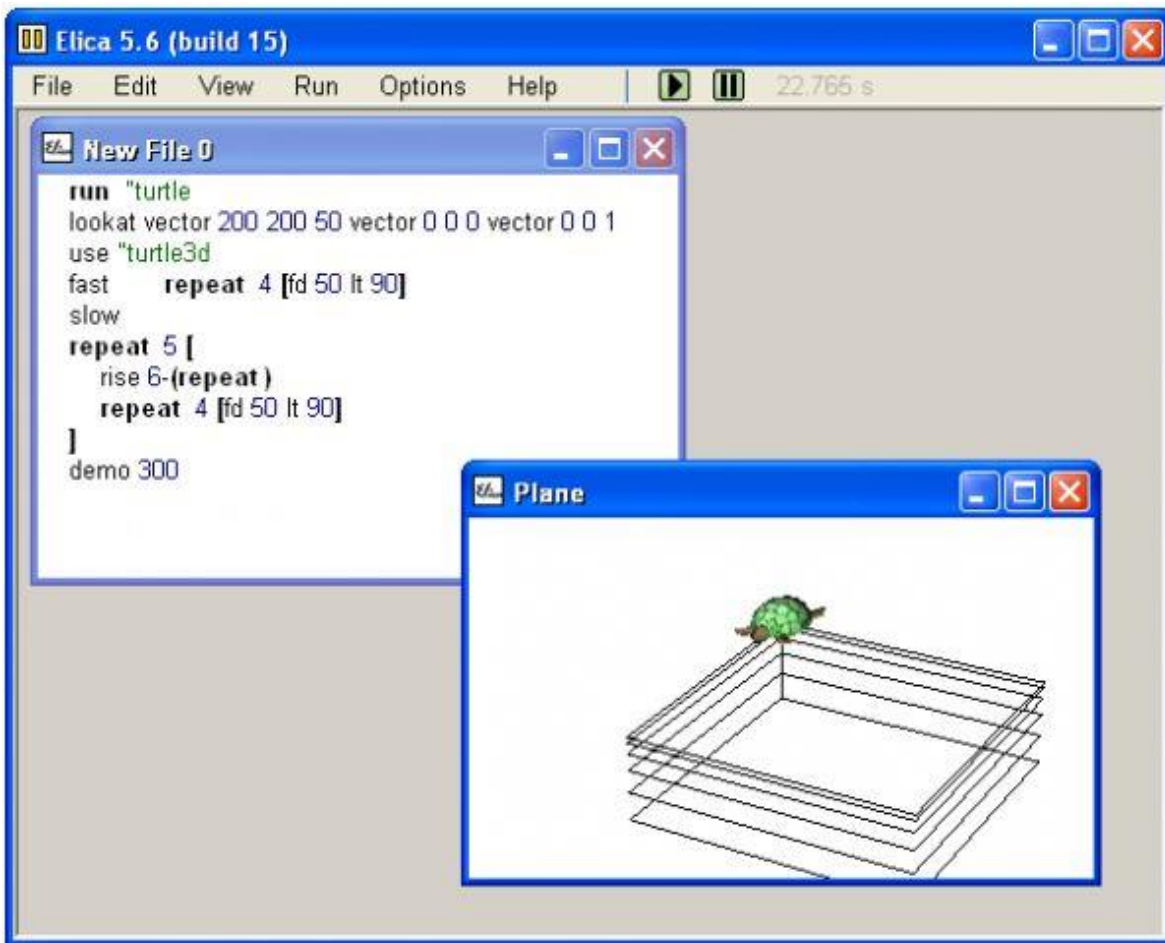 Elica 5.6 (build 15)
File Edit View Run Options Help 22.765 s
New File 0
run "turtle
lookat vector 200 200 50 vector 0 0 0 vector 0 0 1
use "turtle3d
fast repeat 4 [fd 50 lt 90]
slow
repeat 5 [
rise 6-(repeat )
repeat 4 [fd 50 lt 90]
]
demo 300
Plane